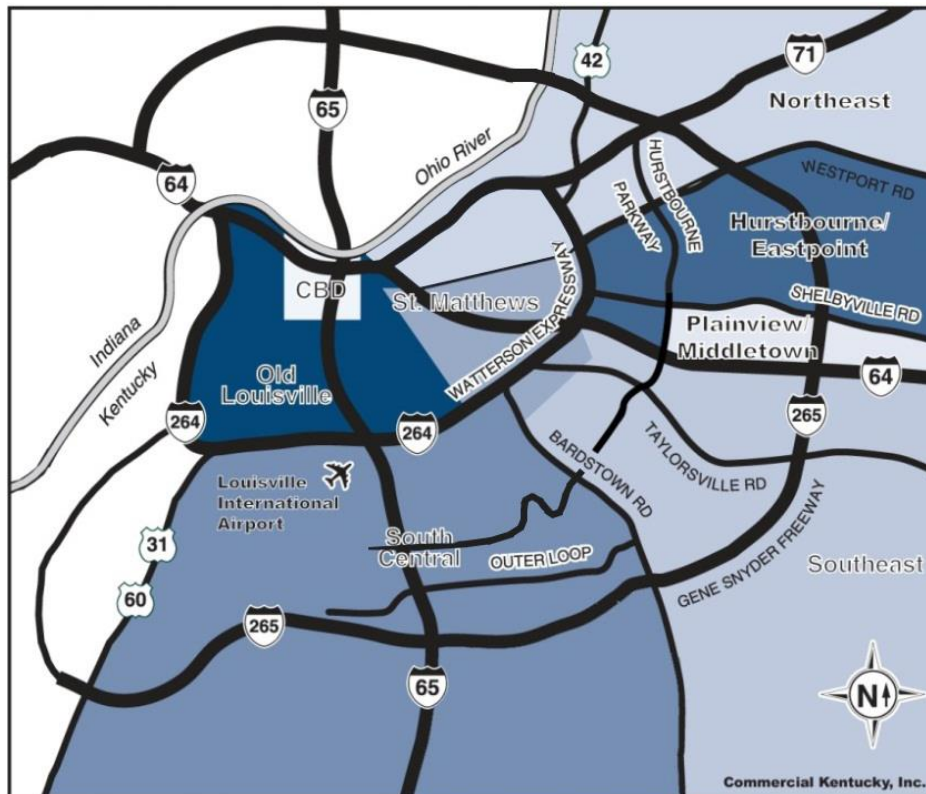 42
71
65
Northeast
Ohio River
HURSTBOURNE
PARKWAY
64
WESTPORT RD
Hurstbourne/
Eastpoint
WATTERSON EXPRESSWAY
CBD
St. Matthews
SHELBYVILLE RD
Indiana
Kentucky
Plainview/
Middletown
Old
Louisville
64
264
264
265
BARDSTOWN RD
TAYLORSVILLE RD
Louisville
International
Airport
31
South
Central
OUTER LOOP
GENE SNYDER FREEWAY
Southeast
60
265
65
N
Commercial Kentucky, Inc.